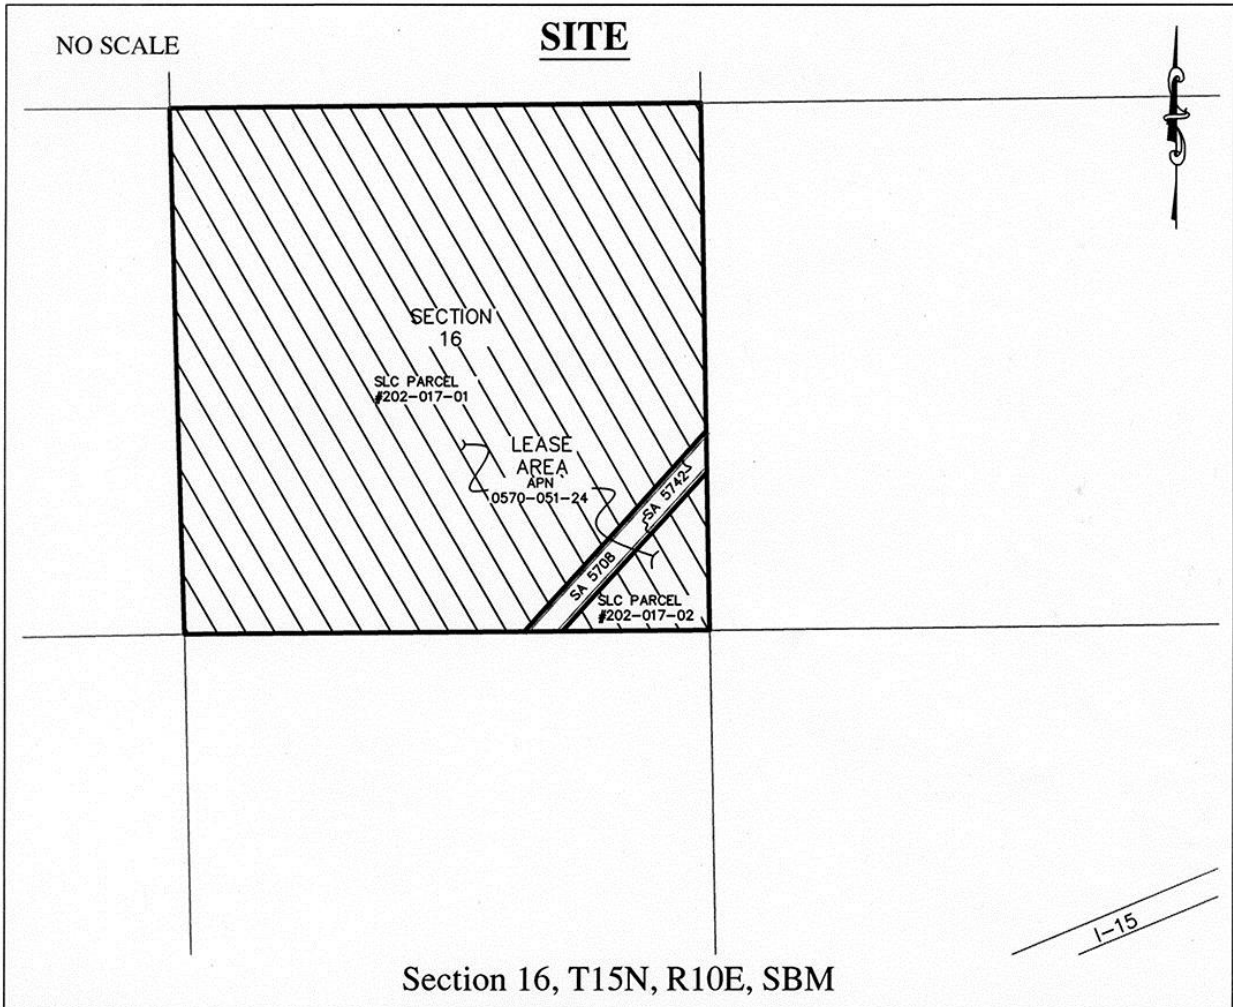 SITE
NO SCALE
SECTION
16
SLC PARCEL
#202-017-01
LEASE
AREA
APN
0570-051-24
SA 5742
SA 5708
SLC PARCEL
#202-017-02
I-15
Section 16, T15N, R10E, SBM